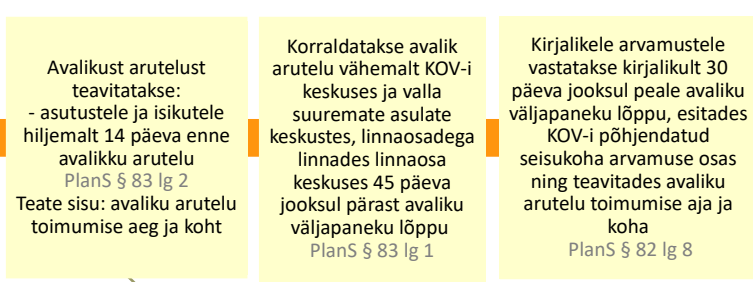 Avalikust arutelust
teavitatakse:
- asutustele ja isikutele
hiljemalt 14 päeva enne
avalikku arutelu
PlanS § 83 lg 2
Teate sisu: avaliku arutelu
toimumise aeg ja koht
Korraldatakse avalik
arutelu vähemalt KOV-i
keskuses ja valla
suuremate asulate
keskustes, linnaosadega
linnades linnaosa
keskuses 45 päeva
jooksul pärast avaliku
väljapaneku lõppu
PlanS § 83 lg 1
Kirjalikele arvamustele
vastatakse kirjalikult 30
päeva jooksul peale avaliku
väljapaneku lõppu, esitades
KOV-i põhjendatud
seisukoha arvamuse osas
ning teavitades avaliku
arutelu toimumise aja ja
koha
PlanS § 82 lg 8